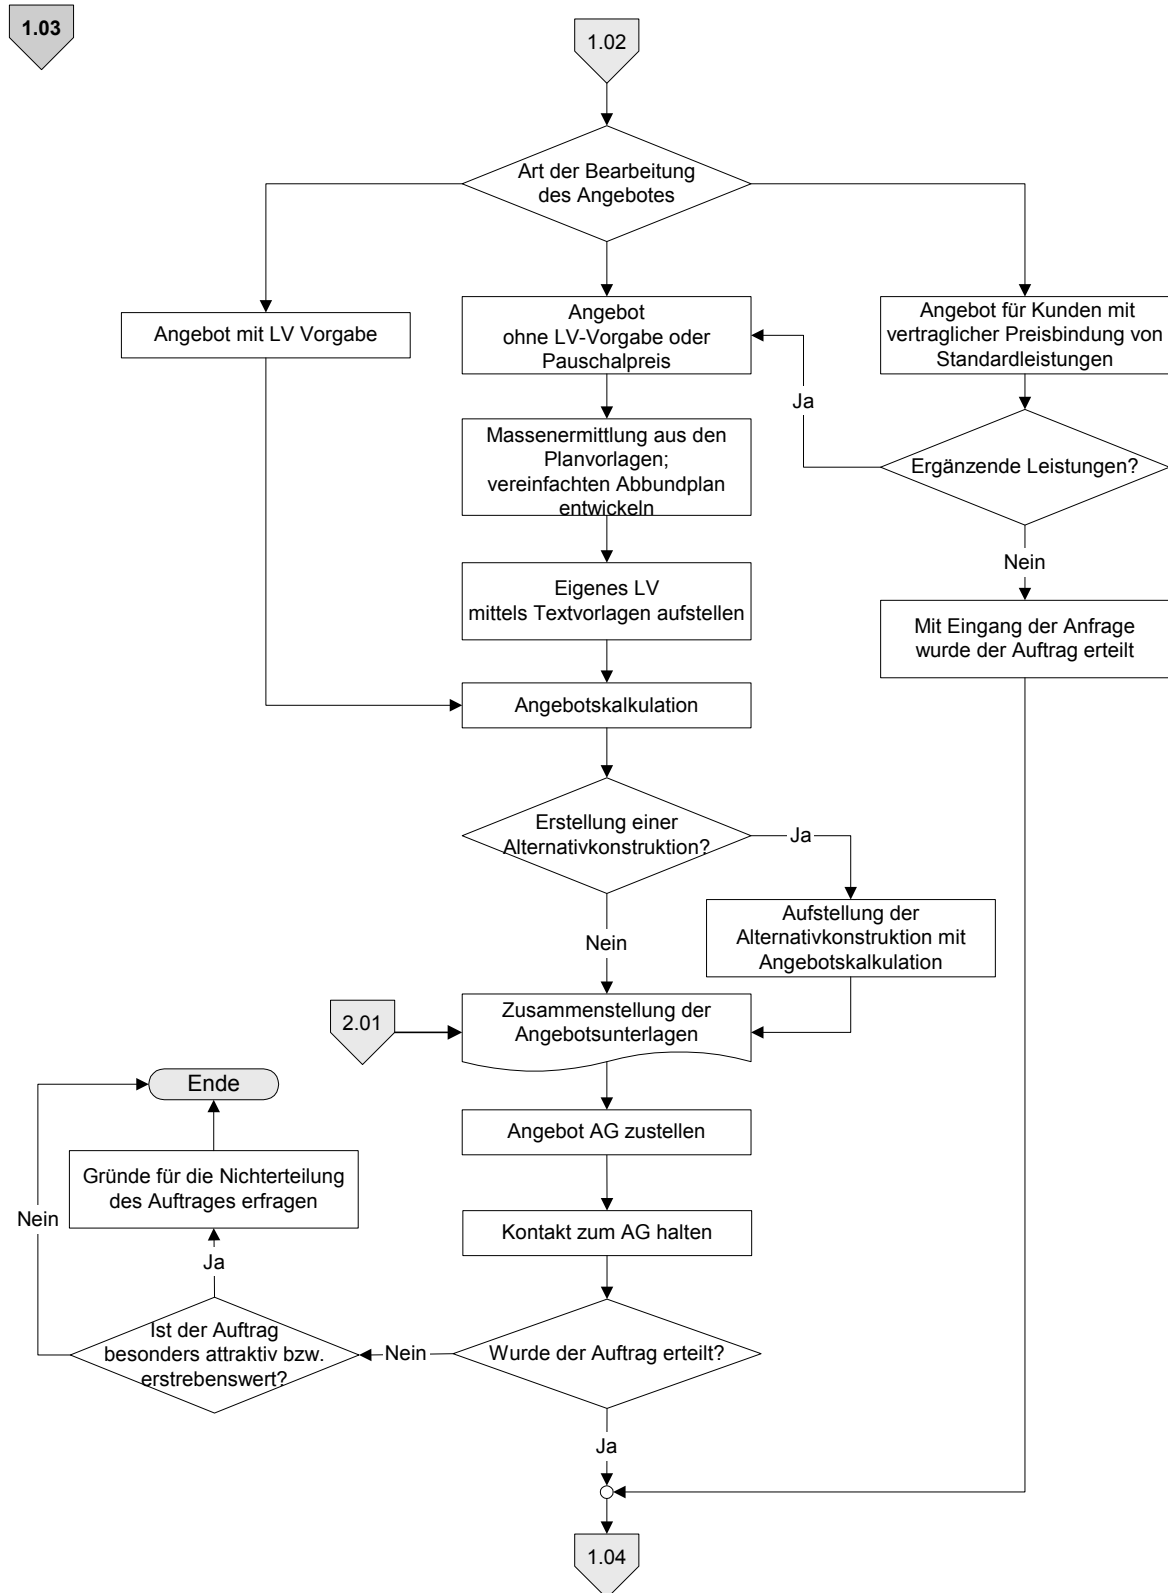 1.03
1.02
Art der Bearbeitung
des Angebotes
Angebot mit LV Vorgabe
Angebot
ohne LV-Vorgabe oder
Pauschalpreis
Angebot für Kunden mit
vertraglicher Preisbindung von
Standardleistungen
Ja
Massenermittlung aus den
Planvorlagen;
vereinfachten Abbundplan
entwickeln
Ergänzende Leistungen?
Nein
Eigenes LV
mittels Textvorlagen aufstellen
Mit Eingang der Anfrage
wurde der Auftrag erteilt
Angebotskalkulation
Erstellung einer
Alternativkonstruktion?
Ja
Aufstellung der
Alternativkonstruktion mit
Angebotskalkulation
Nein
2.01
Zusammenstellung der
Angebotsunterlagen
Ende
Angebot AG zustellen
Gründe für die Nichterteilung
des Auftrages erfragen
Nein
Kontakt zum AG halten
Ja
Ist der Auftrag
besonders attraktiv bzw.
erstrebenswert?
Nein
Wurde der Auftrag erteilt?
Ja
1.04